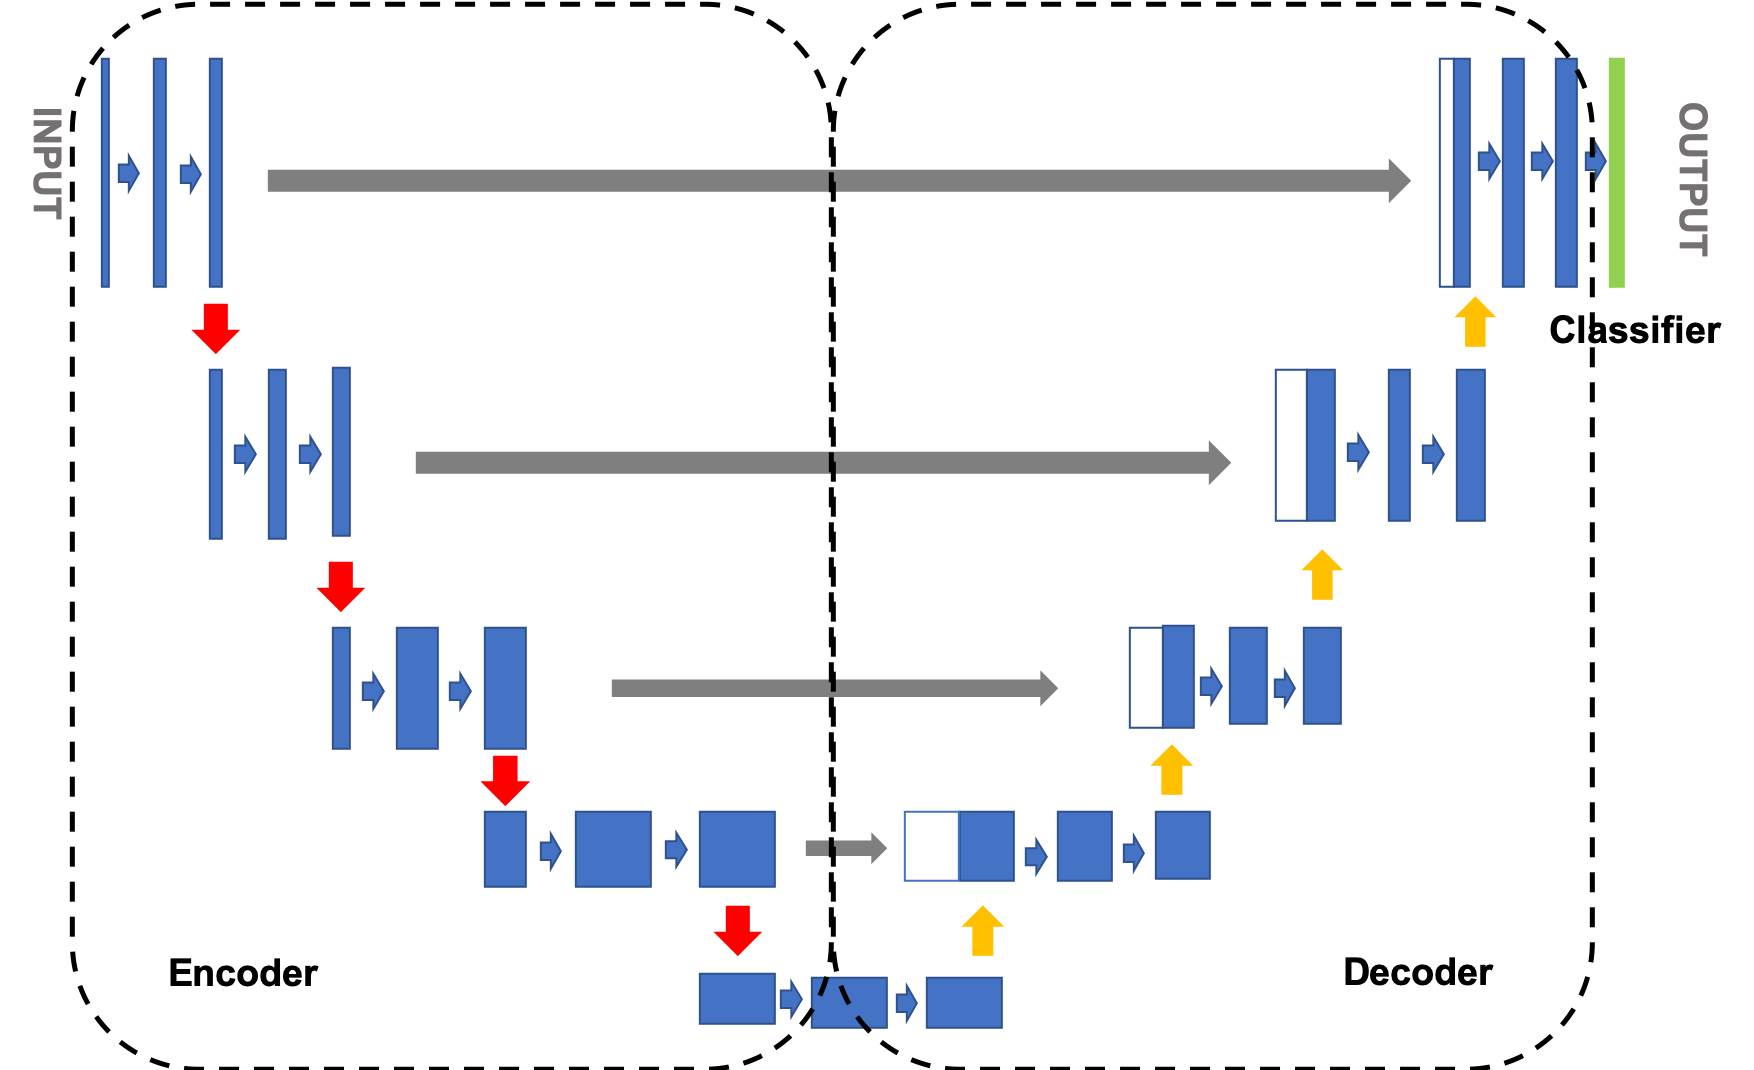 INPUT
OUTPUT
Classifier
Encoder
Decoder